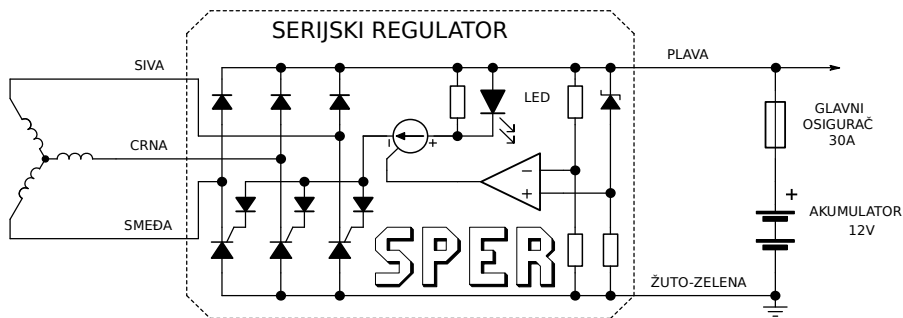 SERIJSKI REGULATOR
PLAVA
SIVA
LED
GLAVNI
OSIGURAČ
30A
CRNA
- +
−
+
+
AKUMULATOR
12V
SMEĐA
SPER
ŽUTO-ZELENA